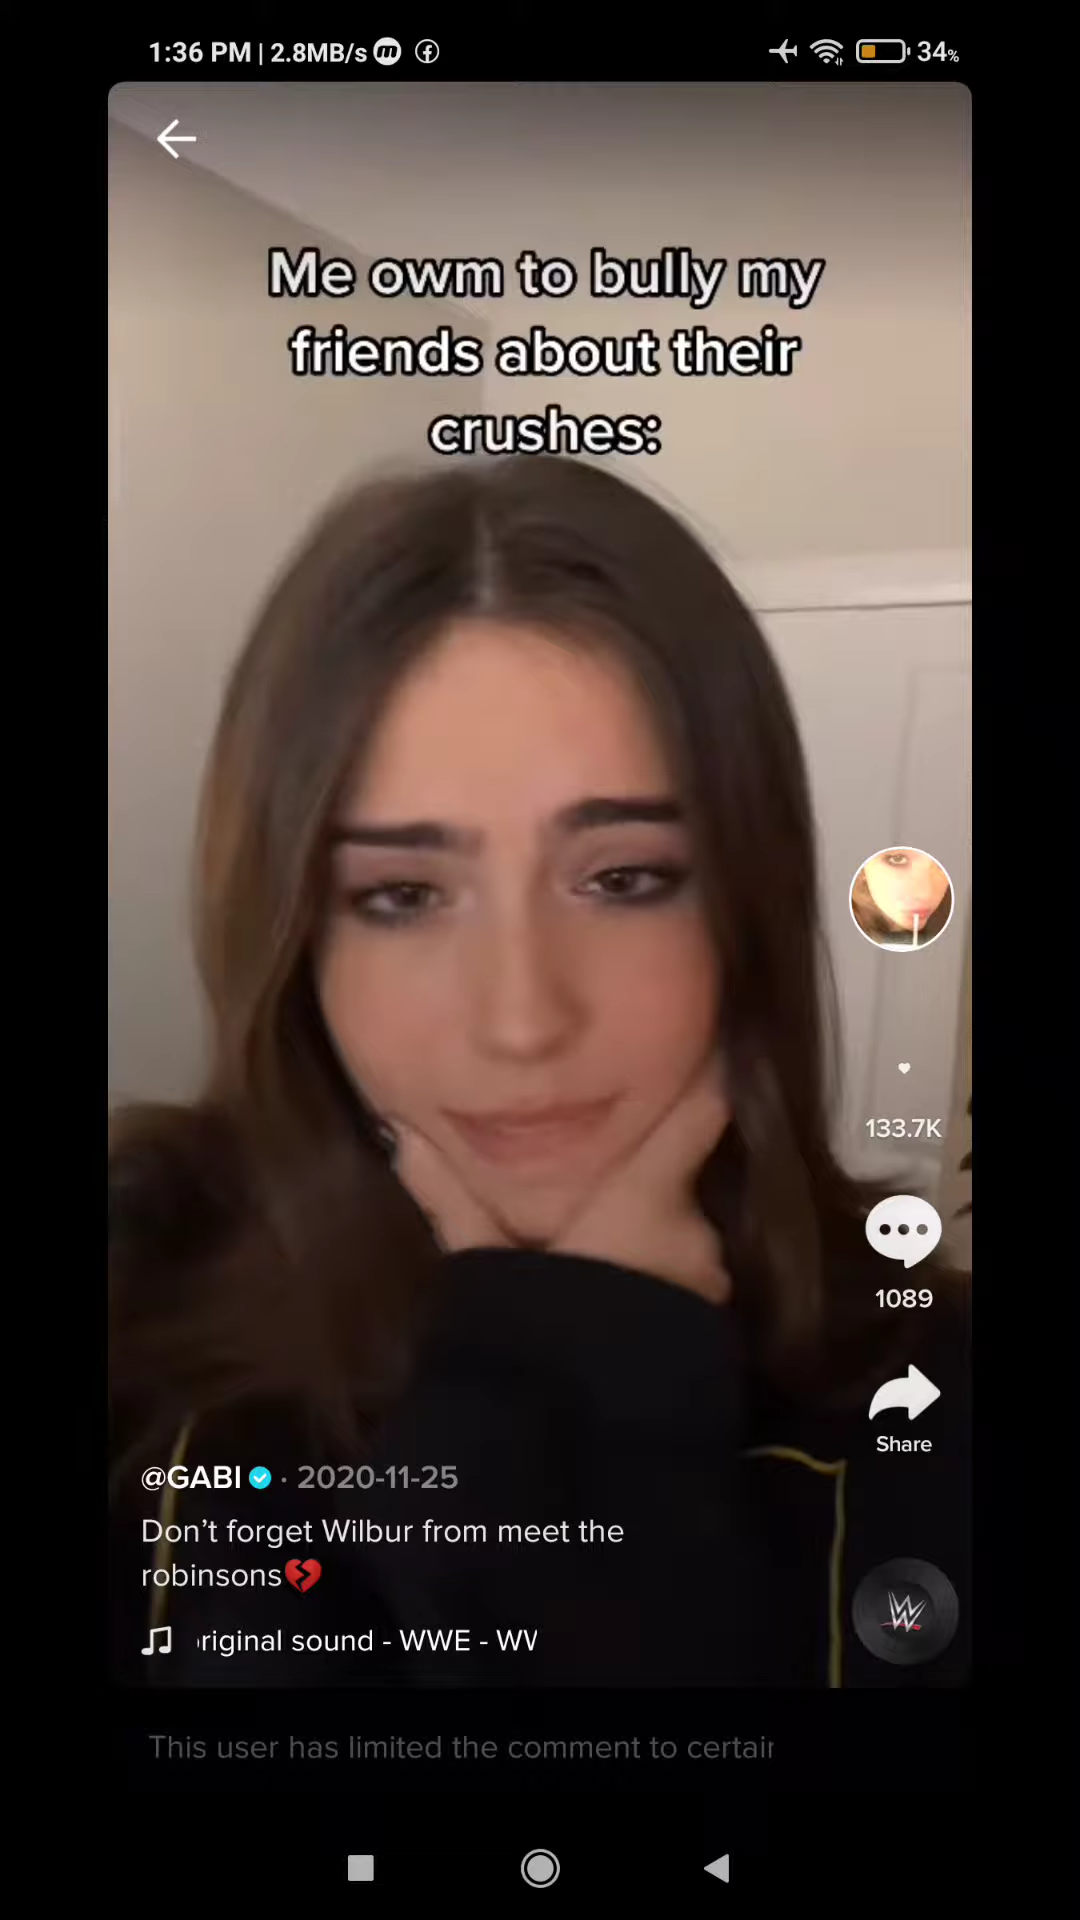 1:36 PM | 2.8MB/s
34%
Me owm to bully my
friends about their
crushes:
133.7K
1089
Share
@GABI · 2020-11-25
Don’t forget Wilbur from meet the
robinsons💔
riginal sound - WWE - WW
This user has limited the comment to certain